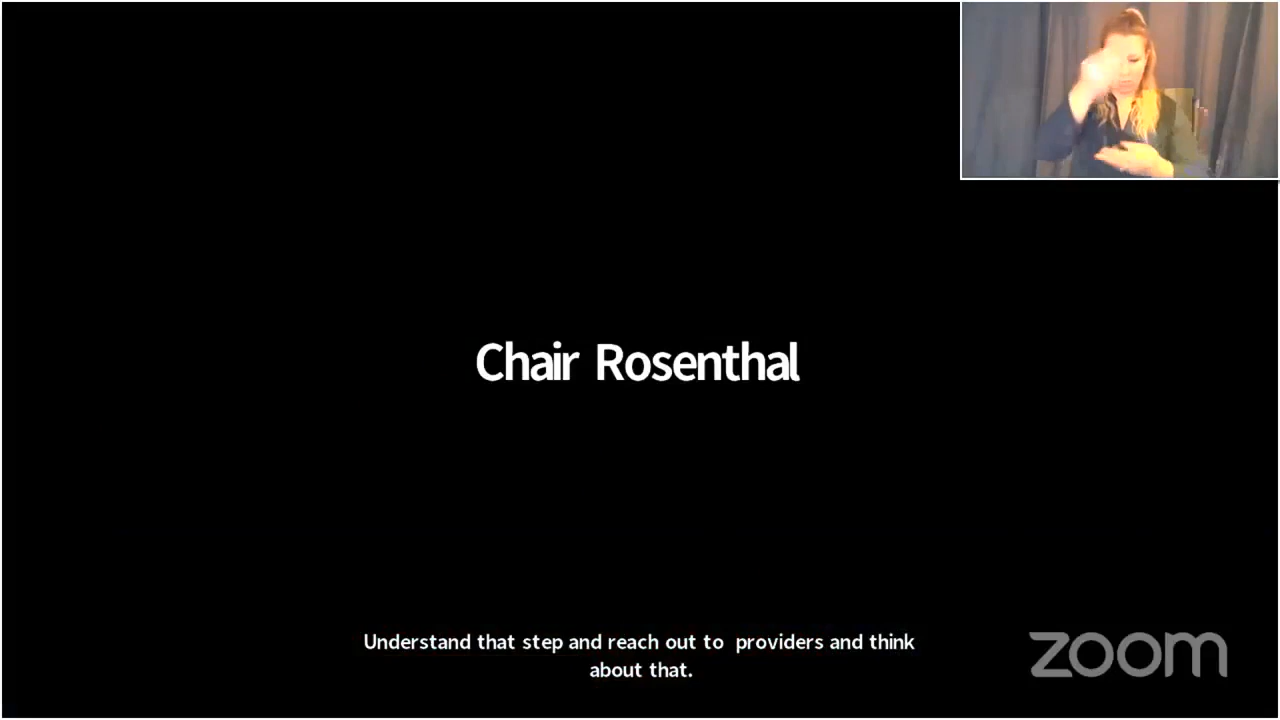 Chair Rosenthal
Understand that step and reach out to  providers and think
about that.
zoom